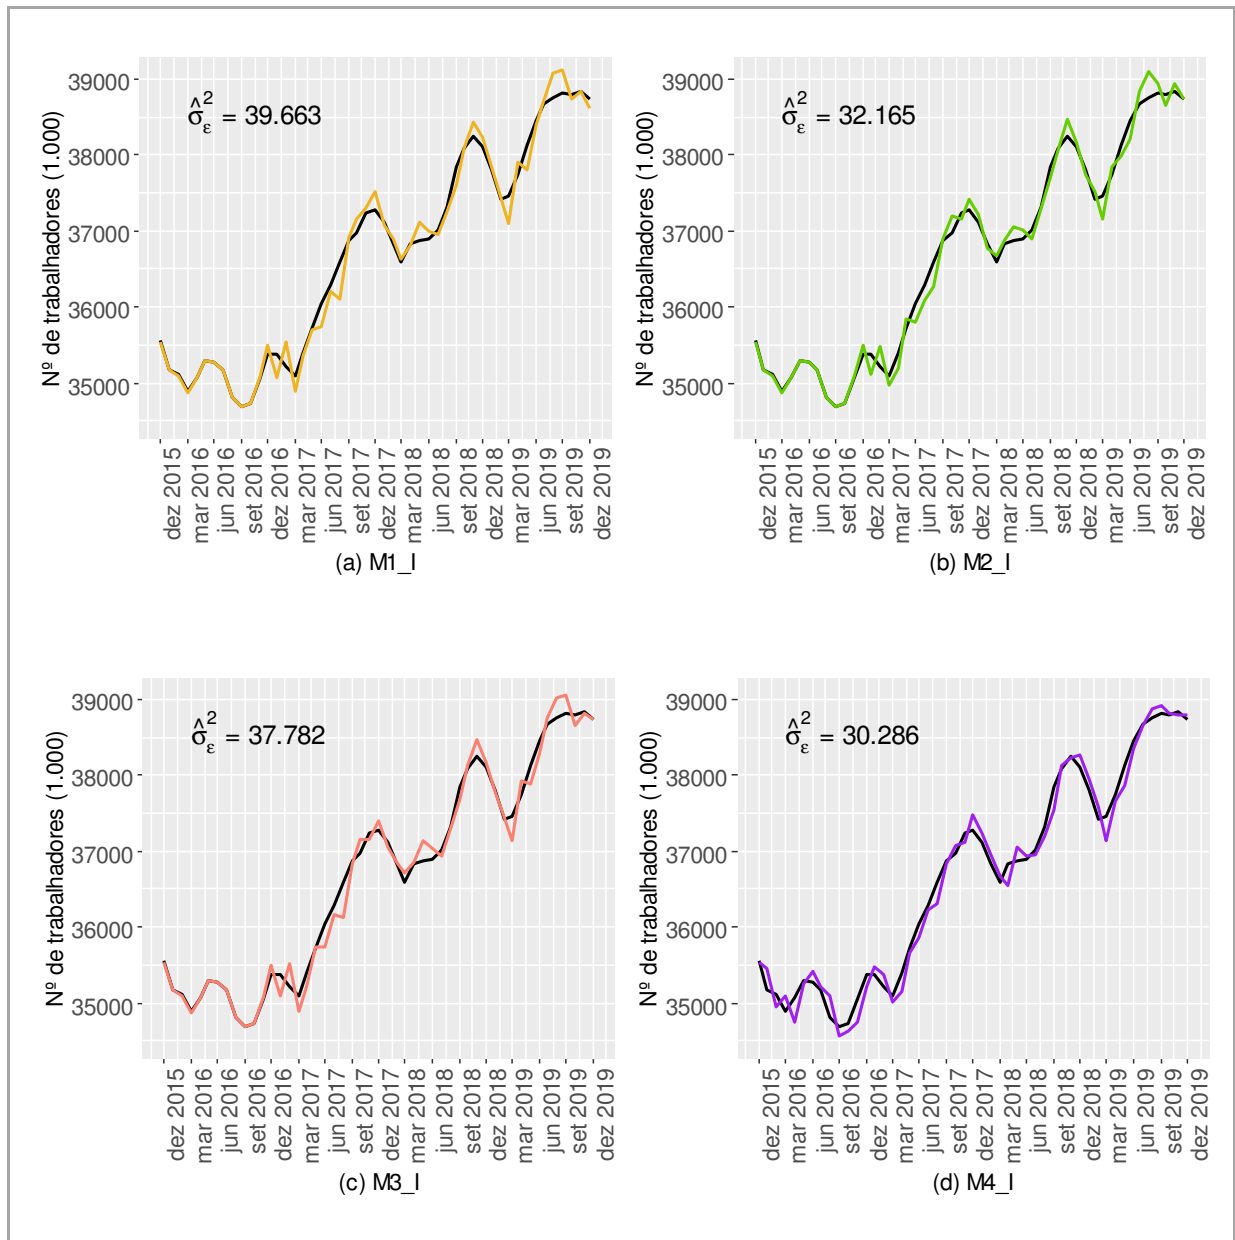 Nº de trabalhadores (1.000)
39000
38000
37000
36000
35000
σ̂²ε = 39.663
dez 2015
mar 2016
jun 2016
set 2016
dez 2016
mar 2017
jun 2017
set 2017
dez 2017
mar 2018
jun 2018
set 2018
dez 2018
mar 2019
jun 2019
set 2019
dez 2019
(a) M1_I
Nº de trabalhadores (1.000)
39000
38000
37000
36000
35000
σ̂²ε = 32.165
dez 2015
mar 2016
jun 2016
set 2016
dez 2016
mar 2017
jun 2017
set 2017
dez 2017
mar 2018
jun 2018
set 2018
dez 2018
mar 2019
jun 2019
set 2019
dez 2019
(b) M2_I
Nº de trabalhadores (1.000)
39000
38000
37000
36000
35000
σ̂²ε = 37.782
dez 2015
mar 2016
jun 2016
set 2016
dez 2016
mar 2017
jun 2017
set 2017
dez 2017
mar 2018
jun 2018
set 2018
dez 2018
mar 2019
jun 2019
set 2019
dez 2019
(c) M3_I
Nº de trabalhadores (1.000)
39000
38000
37000
36000
35000
σ̂²ε = 30.286
dez 2015
mar 2016
jun 2016
set 2016
dez 2016
mar 2017
jun 2017
set 2017
dez 2017
mar 2018
jun 2018
set 2018
dez 2018
mar 2019
jun 2019
set 2019
dez 2019
(d) M4_I